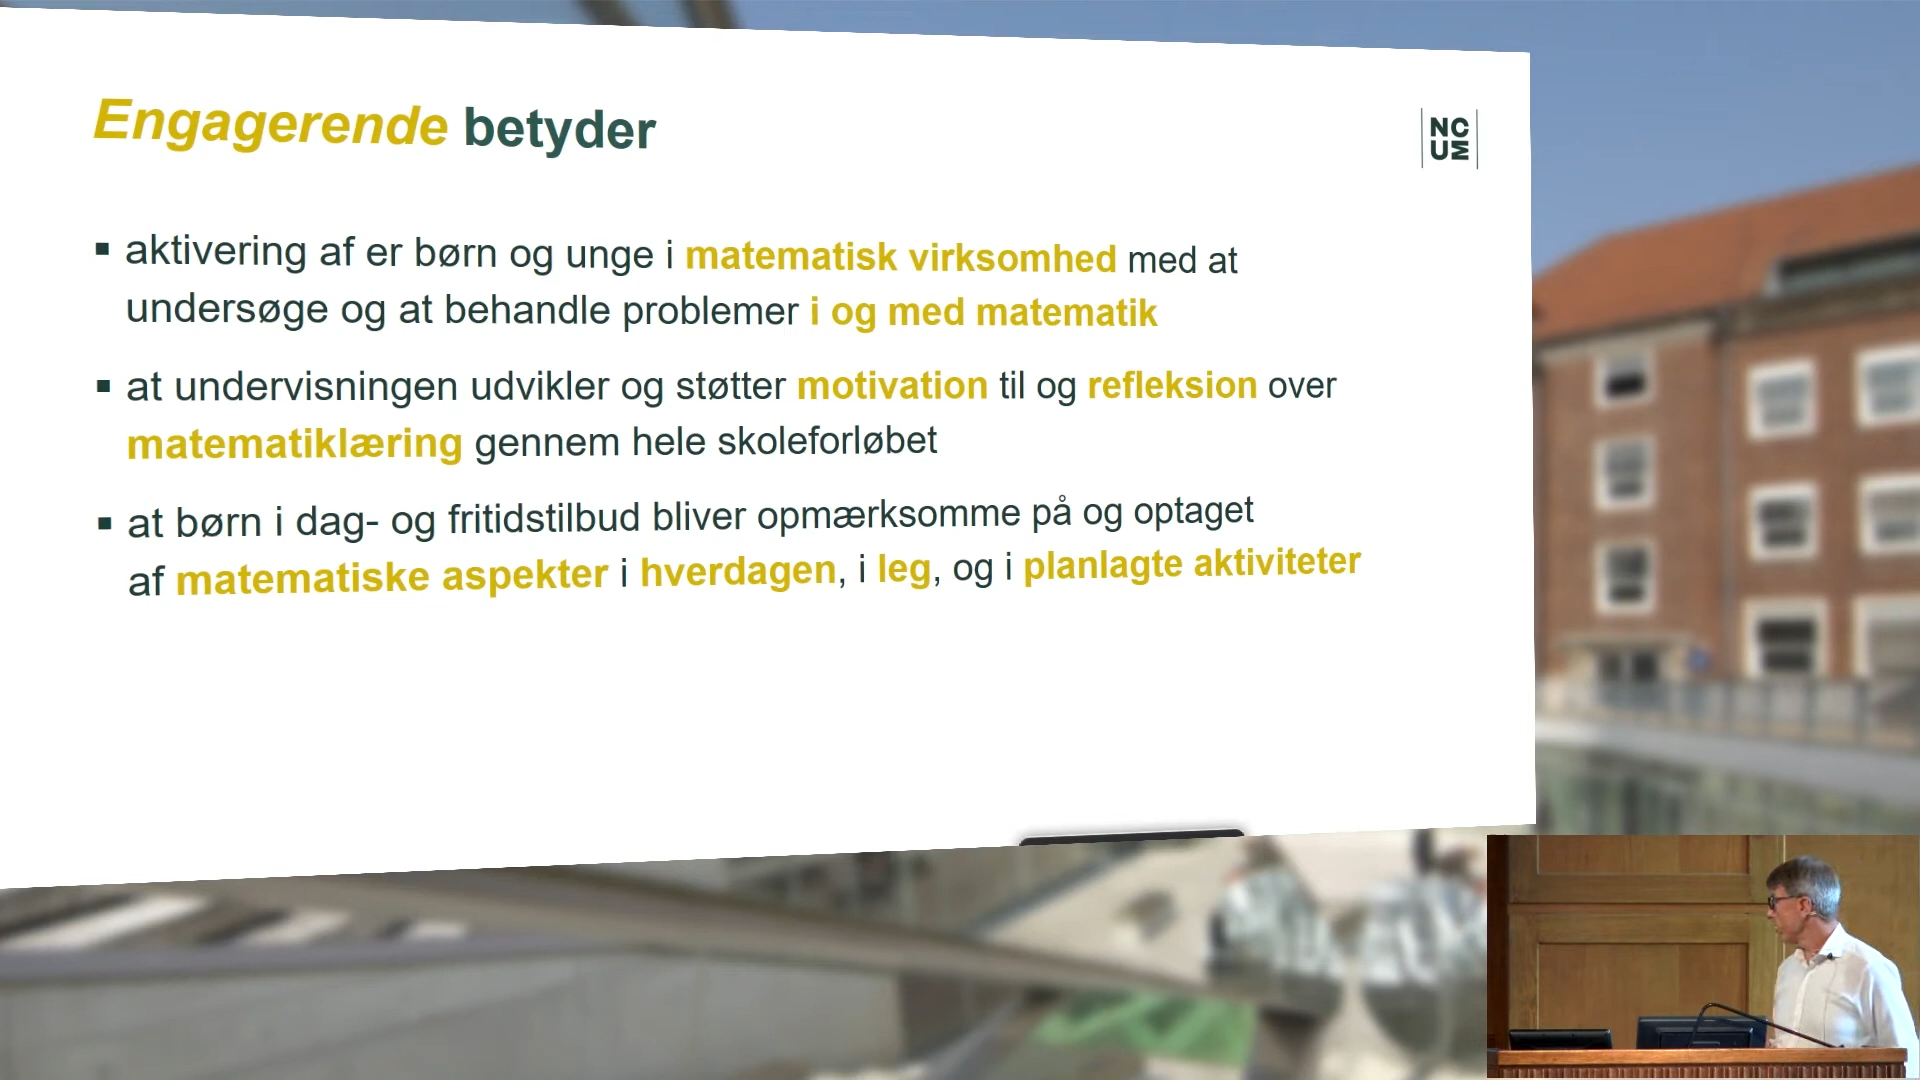 Engagerende betyder
NC
UM
▪ aktivering af er børn og unge i matematisk virksomhed med at
undersøge og at behandle problemer i og med matematik
▪ at undervisningen udvikler og støtter motivation til og refleksion over
matematiklæring gennem hele skoleforløbet
▪ at børn i dag- og fritidstilbud bliver opmærksomme på og optaget
af matematiske aspekter i hverdagen, i leg, og i planlagte aktiviteter